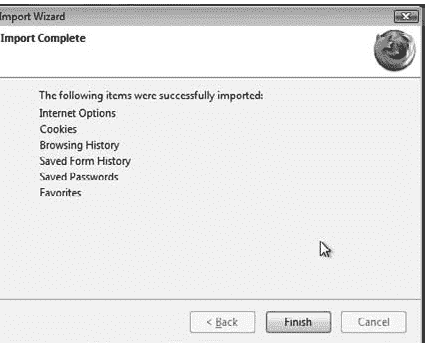 Import Wizard
Import Complete
The following items were successfully imported:
Internet Options
Cookies
Browsing History
Saved Form History
Saved Passwords
Favorites
< Back
Finish
Cancel